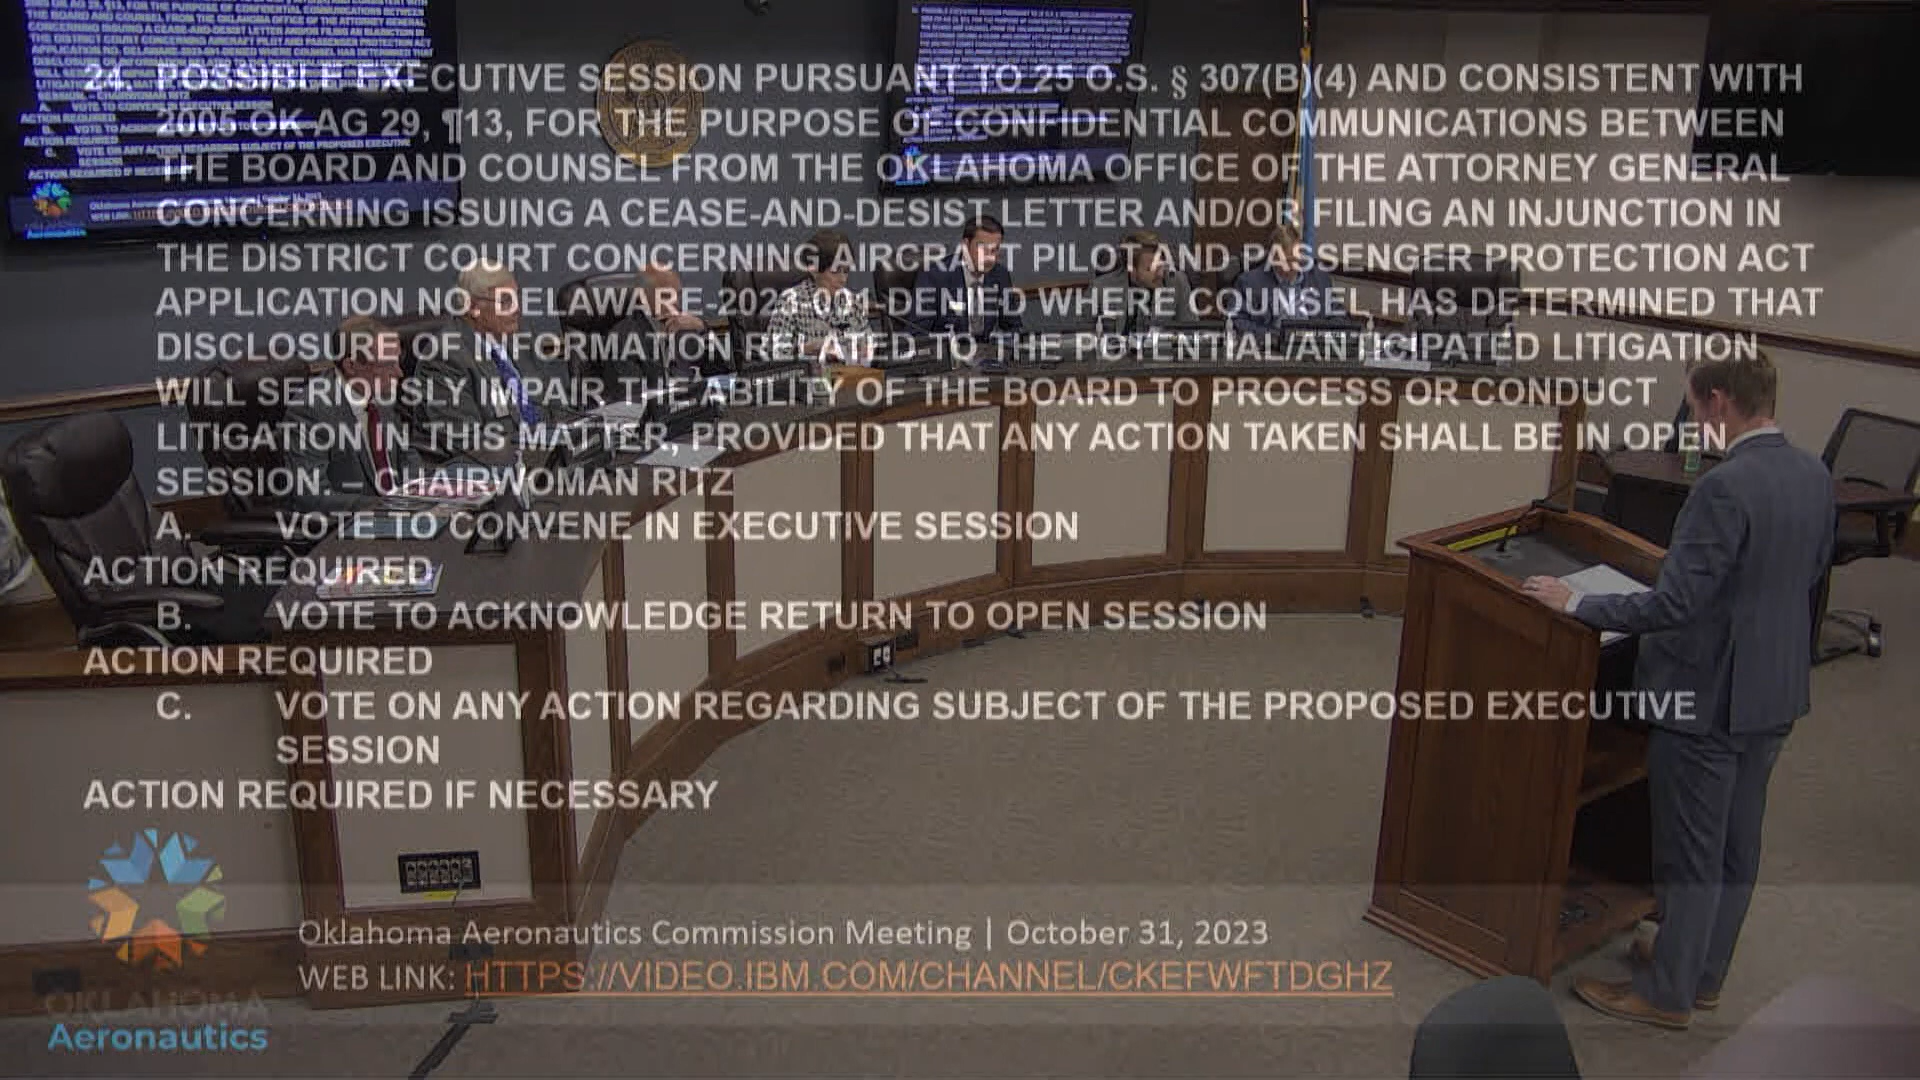 24. POSSIBLE EXECUTIVE SESSION PURSUANT TO 25 O.S. § 307(B)(4) AND CONSISTENT WITH
2005 OK AG 29, ¶13, FOR THE PURPOSE OF CONFIDENTIAL COMMUNICATIONS BETWEEN
THE BOARD AND COUNSEL FROM THE OKLAHOMA OFFICE OF THE ATTORNEY GENERAL
CONCERNING ISSUING A CEASE-AND-DESIST LETTER AND/OR FILING AN INJUNCTION IN
THE DISTRICT COURT CONCERNING AIRCRAFT PILOT AND PASSENGER PROTECTION ACT
APPLICATION NO. DELAWARE-2023-001-DENIED WHERE COUNSEL HAS DETERMINED THAT
DISCLOSURE OF INFORMATION RELATED TO THE POTENTIAL/ANTICIPATED LITIGATION
WILL SERIOUSLY IMPAIR THE ABILITY OF THE BOARD TO PROCESS OR CONDUCT
LITIGATION IN THIS MATTER, PROVIDED THAT ANY ACTION TAKEN SHALL BE IN OPEN
SESSION. – CHAIRWOMAN RITZ
A. VOTE TO CONVENE IN EXECUTIVE SESSION
ACTION REQUIRED
B. VOTE TO ACKNOWLEDGE RETURN TO OPEN SESSION
ACTION REQUIRED
C. VOTE ON ANY ACTION REGARDING SUBJECT OF THE PROPOSED EXECUTIVE
SESSION
ACTION REQUIRED IF NECESSARY
Oklahoma Aeronautics Commission Meeting | October 31, 2023
WEB LINK: HTTPS://VIDEO.IBM.COM/CHANNEL/CKEFWFTDGHZ
OKLAHOMA
Aeronautics